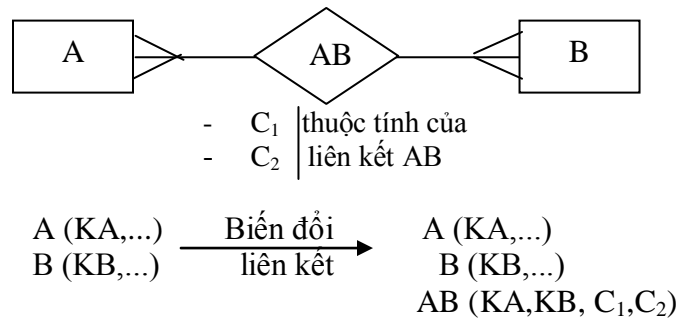 A AB B
- C₁ thuộc tính của
- C₂ liên kết AB
A (KA,...) Biến đổi A (KA,...)
B (KB,...) liên kết B (KB,...)
AB (KA,KB, C₁,C₂)